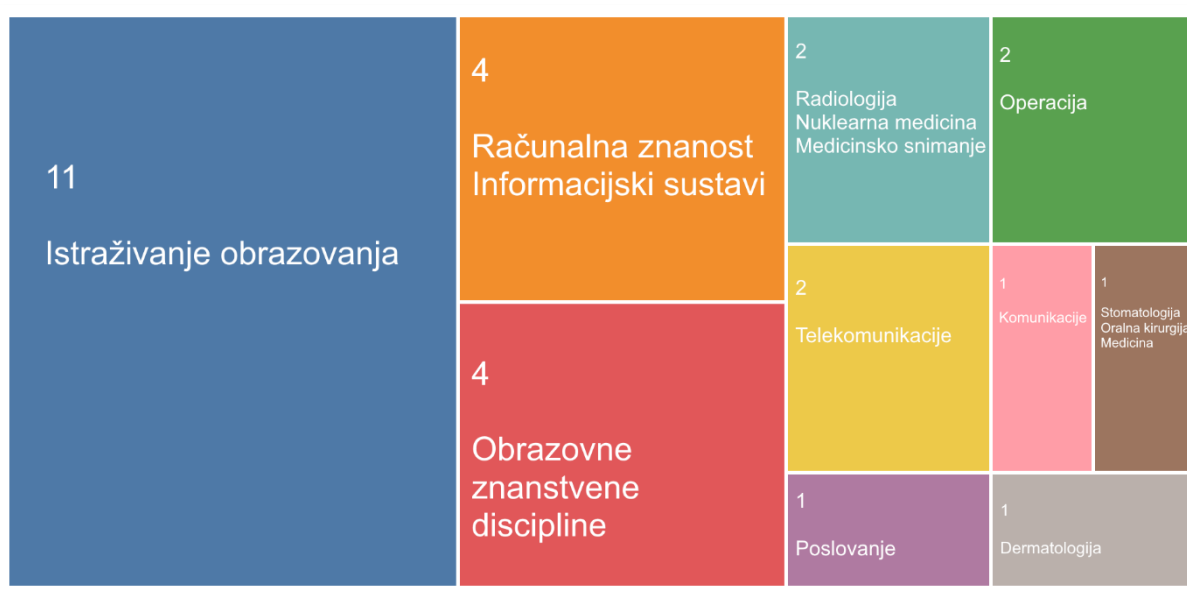 11
Istraživanje obrazovanja
4
Računalna znanost
Informacijski sustavi
4
Obrazovne
znanstvene
discipline
2
Radiologija
Nuklearna medicina
Medicinsko snimanje
2
Operacija
2
Telekomunikacije
1
Komunikacije
1
Stomatologija
Oralna kirurgija
Medicina
1
Poslovanje
1
Dermatologija